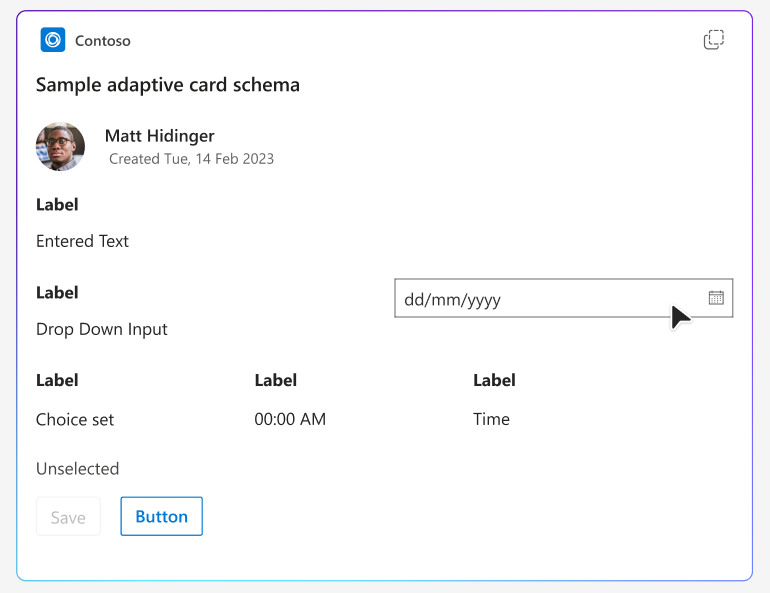 Contoso
Sample adaptive card schema
Matt Hidinger
Created Tue, 14 Feb 2023
Label
Entered Text
Label
Drop Down Input
dd/mm/yyyy
Label Label Label
Choice set 00:00 AM Time
Unselected
Save Button